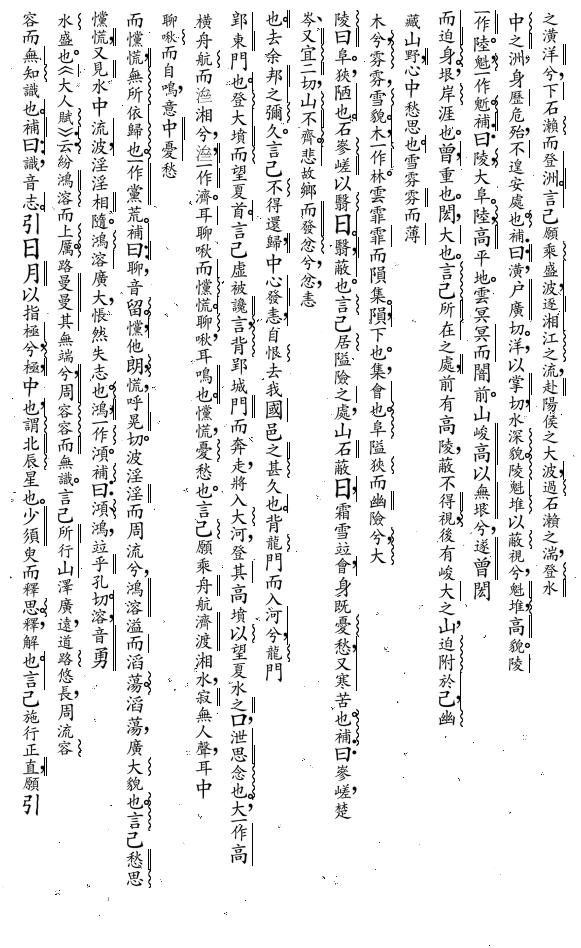 之潢洋兮下石瀨而登洲。言己願乘盛波逐湘江之流赴陽侯之大波過石瀨之湍登水
中之洲身歷危殆不遑安處也補曰潢户廣切洋以掌切水深貌陵魁堆以蔽視兮魁堆高貌陵
一作陸魁一作魭補曰陵大阜陸高平地雲冥冥而闇前山峻高以無垠兮遂曾閎
而迫身垠岸涯也曾重也閎大也言己所在之處前有高陵蔽不得視後有峻大之山迫附於己幽
藏山野心中愁思也雪雰雰而薄
木兮雰雰雪貌木一作林雲霏霏而隕集隕下也集會也阜隘狹而幽險兮大
陵曰阜狹陋也石參嵯以翳日翳蔽也言己居隘險之處山石蔽日霜雪竝會身既憂愁又寒苦也補曰參嵯楚
岑又宜二切山不齊悲故鄉而發忿兮忿恚
也去余邦之彌久言己不得還歸中心發恚自恨去我國邑之甚久也背龍門而入河兮龍門
郢東門也登大墳而望夏首言己虛被讒言背郢城門而奔走將入大河登其高墳以望夏水之口泄思念也大一作高
橫舟航而濟湘兮濟一作濟耳聊啾而戃慌聊啾耳鳴也戃慌憂愁也言己願乘舟航濟渡湘水寂無人聲耳中
聊啾而自鳴意中憂愁
而戃慌無所依歸也一作黨荒補曰聊音留戃他朗慌呼晃切波淫淫而周流兮鴻溶溢而滔蕩滔蕩廣大貌也言己愁思
戃慌又見水中流波淫淫相隨鴻溶廣大悵然失志也鴻一作澒補曰澒鴻竝乎孔切溶音勇
水盛也《大人賦》云紛鴻溶而上厲路曼曼其無端兮周容容而無識言己所行山澤廣遠道路悠長周流容
容而無知識也補曰識音志引日月以指極兮極中也謂北辰星也少須臾而釋思釋解也言己施行正直願引